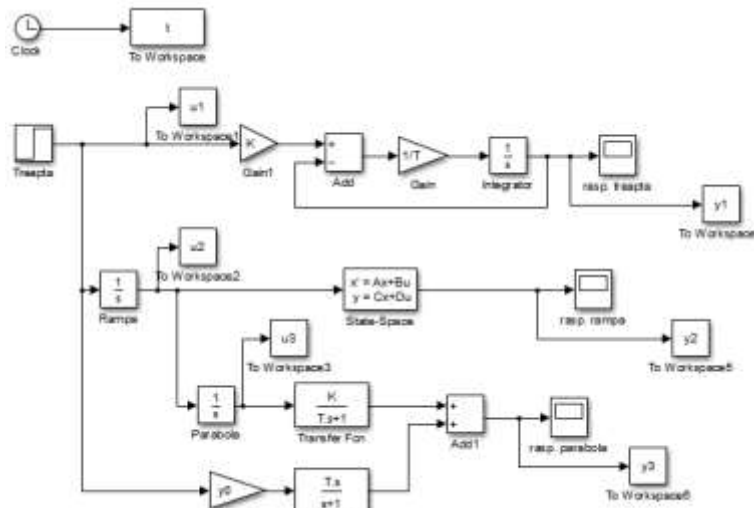 t
Clock
To Workspace
u1
To Workspace1
Treapta
K
Gain1
+
-
Add
1/T
Gain
1
s
Integrator
rasp. treapta
y1
To Workspace
u2
To Workspace2
1
s
Rampa
x' = Ax+Bu
y = Cx+Du
State-Space
rasp. rampa
y2
To Workspace5
u3
To Workspace3
1
s
Parabola
K
T.s+1
Transfer Fcn
+
+
Add1
rasp. parabola
y3
To Workspace6
y0
T.s
s+1